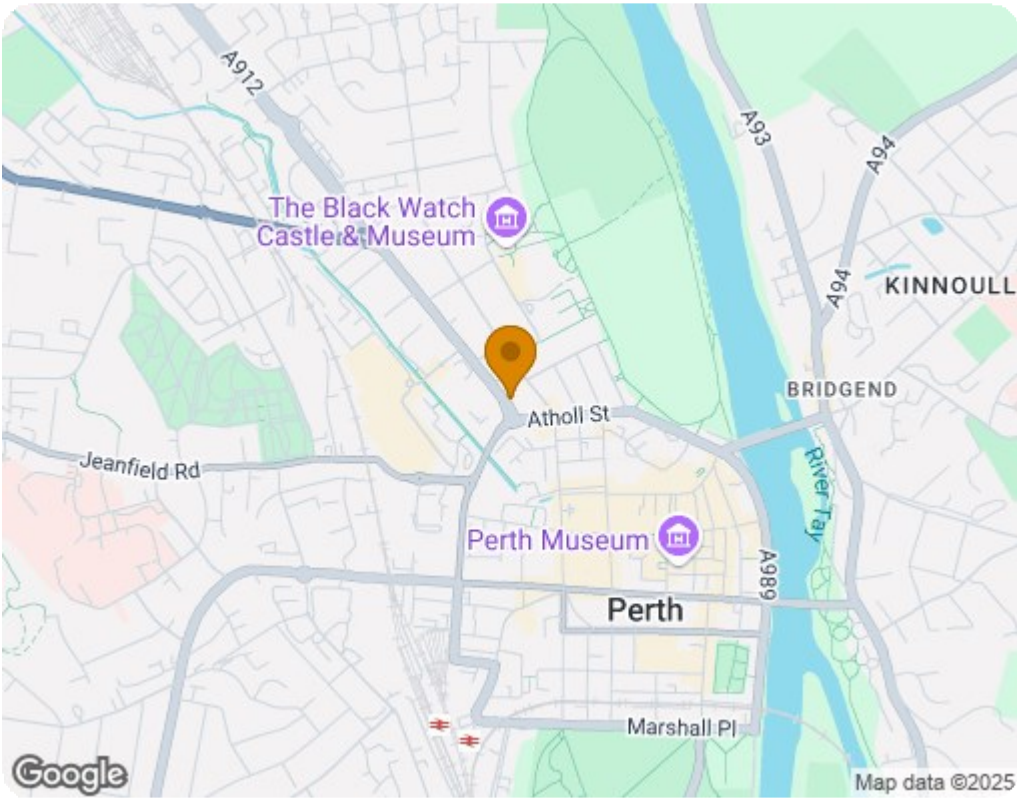 A912
A93
A94
The Black Watch
Castle & Museum
A94
KINNOULL
BRIDGEND
Atholl St
Jeanfield Rd
River Tay
Perth Museum
A989
Perth
Marshall Pl
Google
Map data ©2025